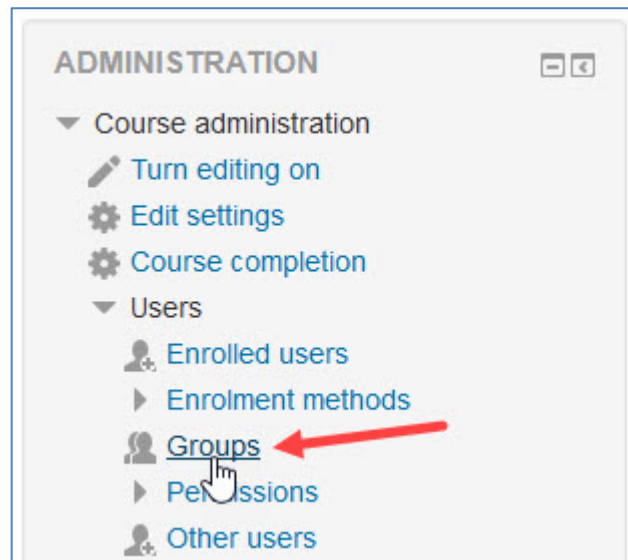 ADMINISTRATION
Course administration
Turn editing on
Edit settings
Course completion
Users
Enrolled users
Enrolment methods
Groups
Permissions
Other users